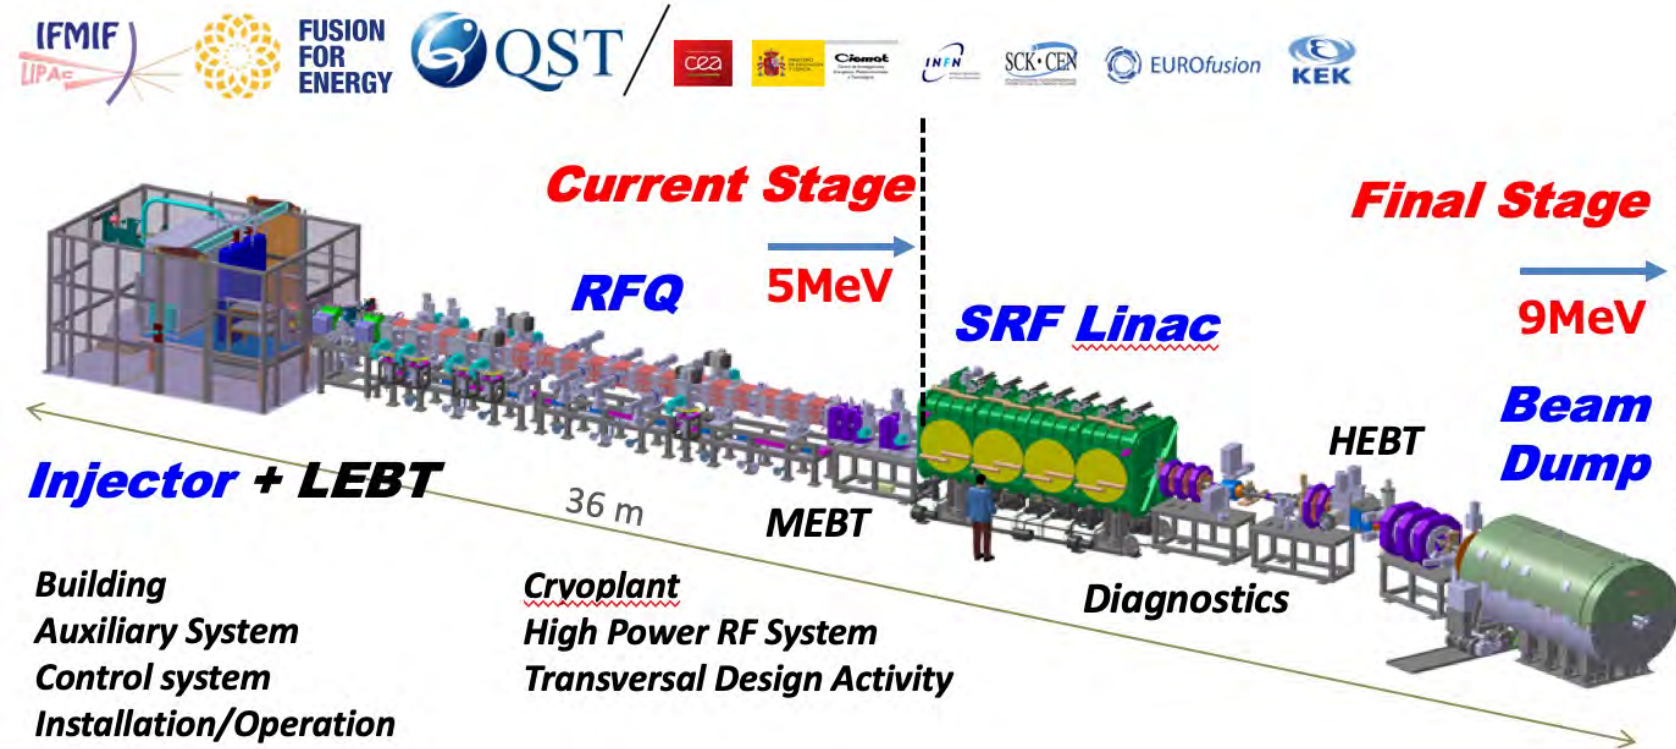 IFMIF
LIPAc
FUSION
FOR
ENERGY
QST
cea
Ciemat
INFN
SCK•CEN
EUROfusion
KEK
Current Stage
Final Stage
RFQ
5MeV
SRF Linac
9MeV
Beam
Dump
HEBT
Injector + LEBT
36 m
MEBT
Diagnostics
Building
Auxiliary System
Control system
Installation/Operation
Cryoplant
High Power RF System
Transversal Design Activity